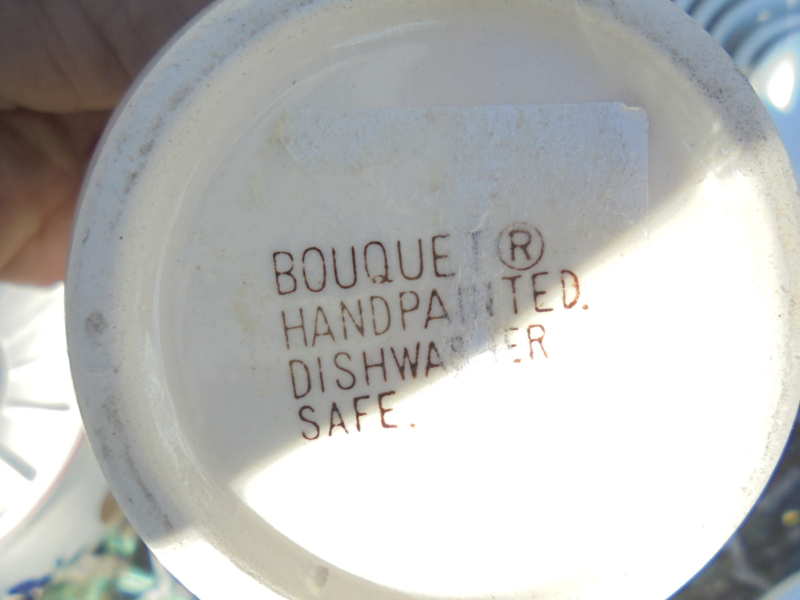 BOUQUET ®
HANDPAINTED.
DISHWASHER
SAFE.